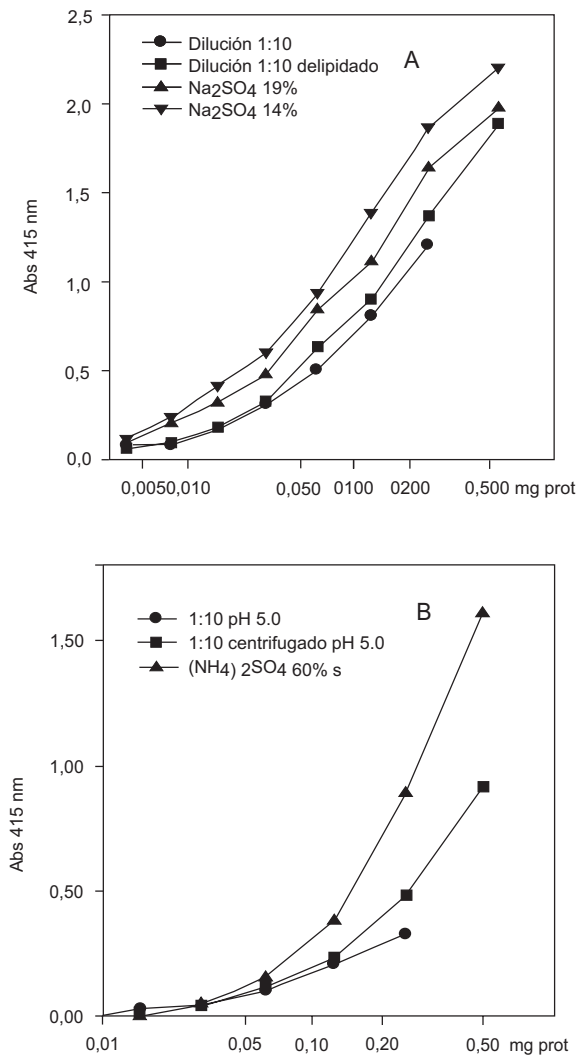 2,5
Dilución 1:10
A
Dilución 1:10 delipidado
Na2SO4 19%
2,0
Na2SO4 14%
1,5
Abs 415 nm
1,0
0,5
0,0
0,0050,010
0,050
0100
0200
0,500 mg prot
1:10 pH 5.0
B
1,50
1:10 centrifugado pH 5.0
(NH4) 2SO4 60% s
1,00
Abs 415 nm
0,50
0,00
0,01
0,05
0,10
0,20
0,50
mg prot